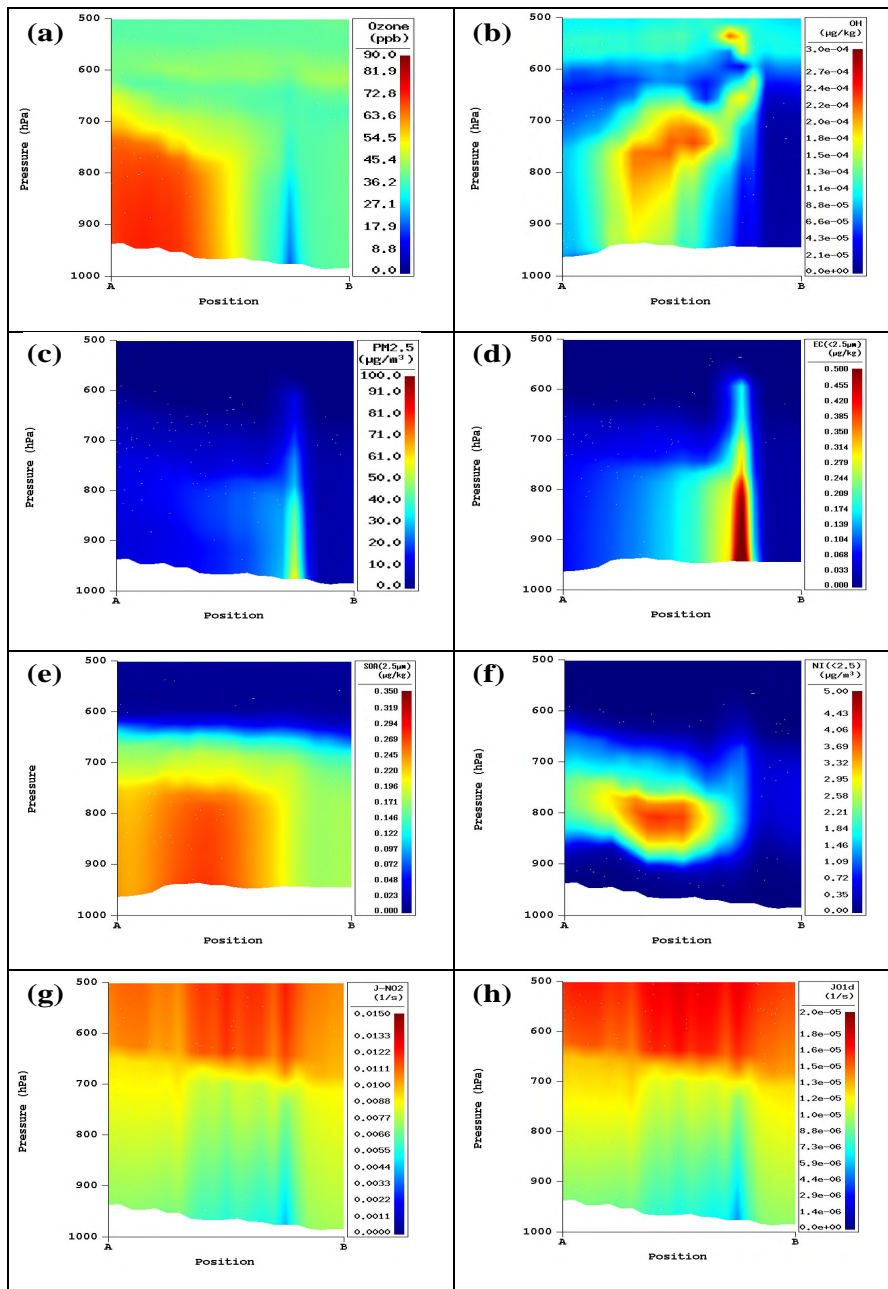 (a)
Ozone
(ppb)
90.0
81.9
72.8
63.6
54.5
45.4
36.2
27.1
17.9
8.8
0.0
500
600
700
800
900
1000
Pressure (hPa)
A
B
Position
(b)
OH
(µg/kg)
3.0e-04
2.7e-04
2.4e-04
2.2e-04
1.8e-04
1.5e-04
1.3e-04
1.1e-04
8.8e-05
6.6e-05
4.3e-05
2.1e-05
0.0e+00
500
600
700
800
900
1000
Pressure (hPa)
A
B
Position
(c)
PM2.5
(µg/m³)
100.0
91.0
81.0
71.0
60.0
50.0
40.0
30.0
20.0
10.0
0.0
500
600
700
800
900
1000
Pressure (hPa)
A
B
Position
(d)
EC(<2.5µm)
(µg/kg)
0.500
0.455
0.420
0.385
0.350
0.314
0.279
0.244
0.209
0.174
0.139
0.104
0.068
0.033
0.000
500
600
700
800
900
1000
Pressure (hPa)
A
B
Position
(e)
SOA(2.5µm)
(µg/kg)
0.350
0.319
0.294
0.270
0.245
0.220
0.196
0.171
0.146
0.122
0.097
0.072
0.048
0.023
0.000
500
600
700
800
900
1000
Pressure
A
B
Position
(f)
NI(<2.5)
(µg/m³)
5.00
4.43
4.06
3.69
3.32
2.95
2.58
2.21
1.84
1.46
1.09
0.72
0.35
0.00
500
600
700
800
900
1000
Pressure (hPa)
A
B
Position
(g)
J-NO2
(1/s)
0.0150
0.0133
0.0122
0.0111
0.0100
0.0088
0.0077
0.0066
0.0055
0.0044
0.0033
0.0022
0.0011
0.0000
500
600
700
800
900
1000
Pressure (hPa)
A
B
Position
(h)
JO1d
(1/s)
2.0e-05
1.8e-05
1.6e-05
1.5e-05
1.3e-05
1.2e-05
1.0e-05
8.8e-06
7.3e-06
5.9e-06
4.4e-06
2.9e-06
1.4e-06
0.0e+00
500
600
700
800
900
1000
Pressure (hPa)
A
B
Position